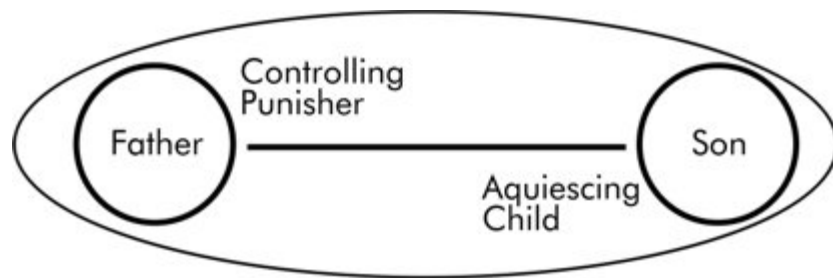 Controlling
Punisher
Father
Son
Aquiescing
Child